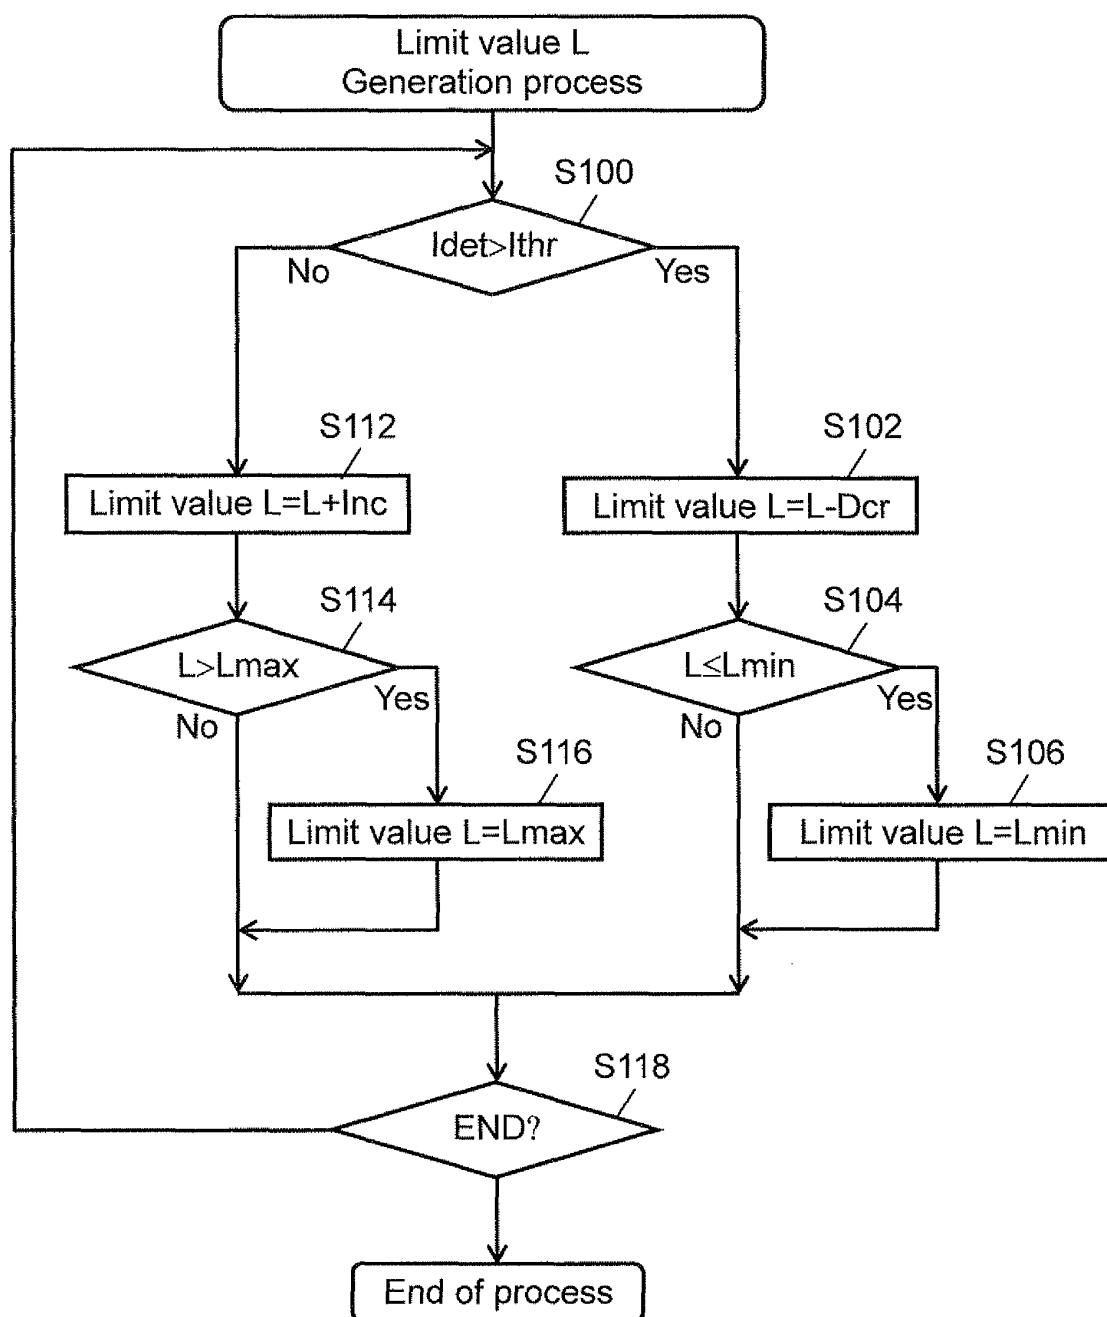 Limit value L
Generation process
S100
Idet>Ithr
No
Yes
S112
S102
Limit value L=L+Inc
Limit value L=L-Dcr
S114
S104
L>Lmax
L≤Lmin
Yes
Yes
No
No
S116
S106
Limit value L=Lmax
Limit value L=Lmin
S118
END?
End of process